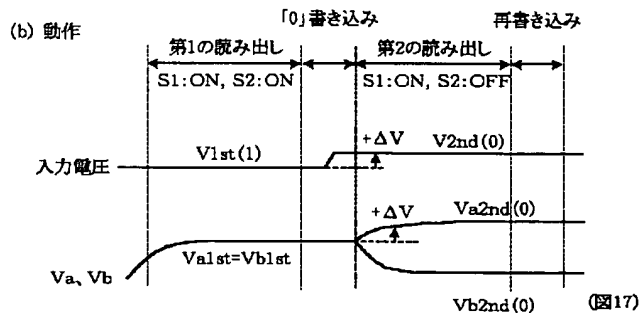 (b) 動作
「0」書き込み
再書き込み
第1の読み出し
第2の読み出し
S1:ON, S2:ON
S1:ON, S2:OFF
+ΔV
V1st(1)
V2nd(0)
入力電圧
+ΔV
Va2nd(0)
Va1st=Vb1st
Va、Vb
Vb2nd(0)
(図17)